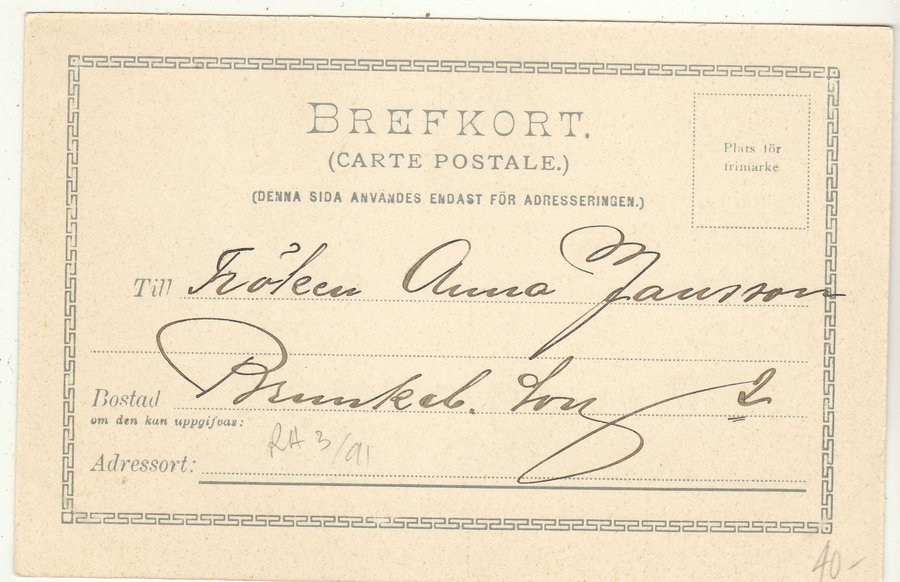 BREFKORT.
(CARTE POSTALE.)
(DENNA SIDA ANVÄNDES ENDAST FÖR ADRESSERINGEN.)
Plats för
frimärke
Till Fröken Anna Jansson
Bostad Brunkeb. Torg 2
om den kan uppgifvas:
RH 3/91
Adressort:
40-